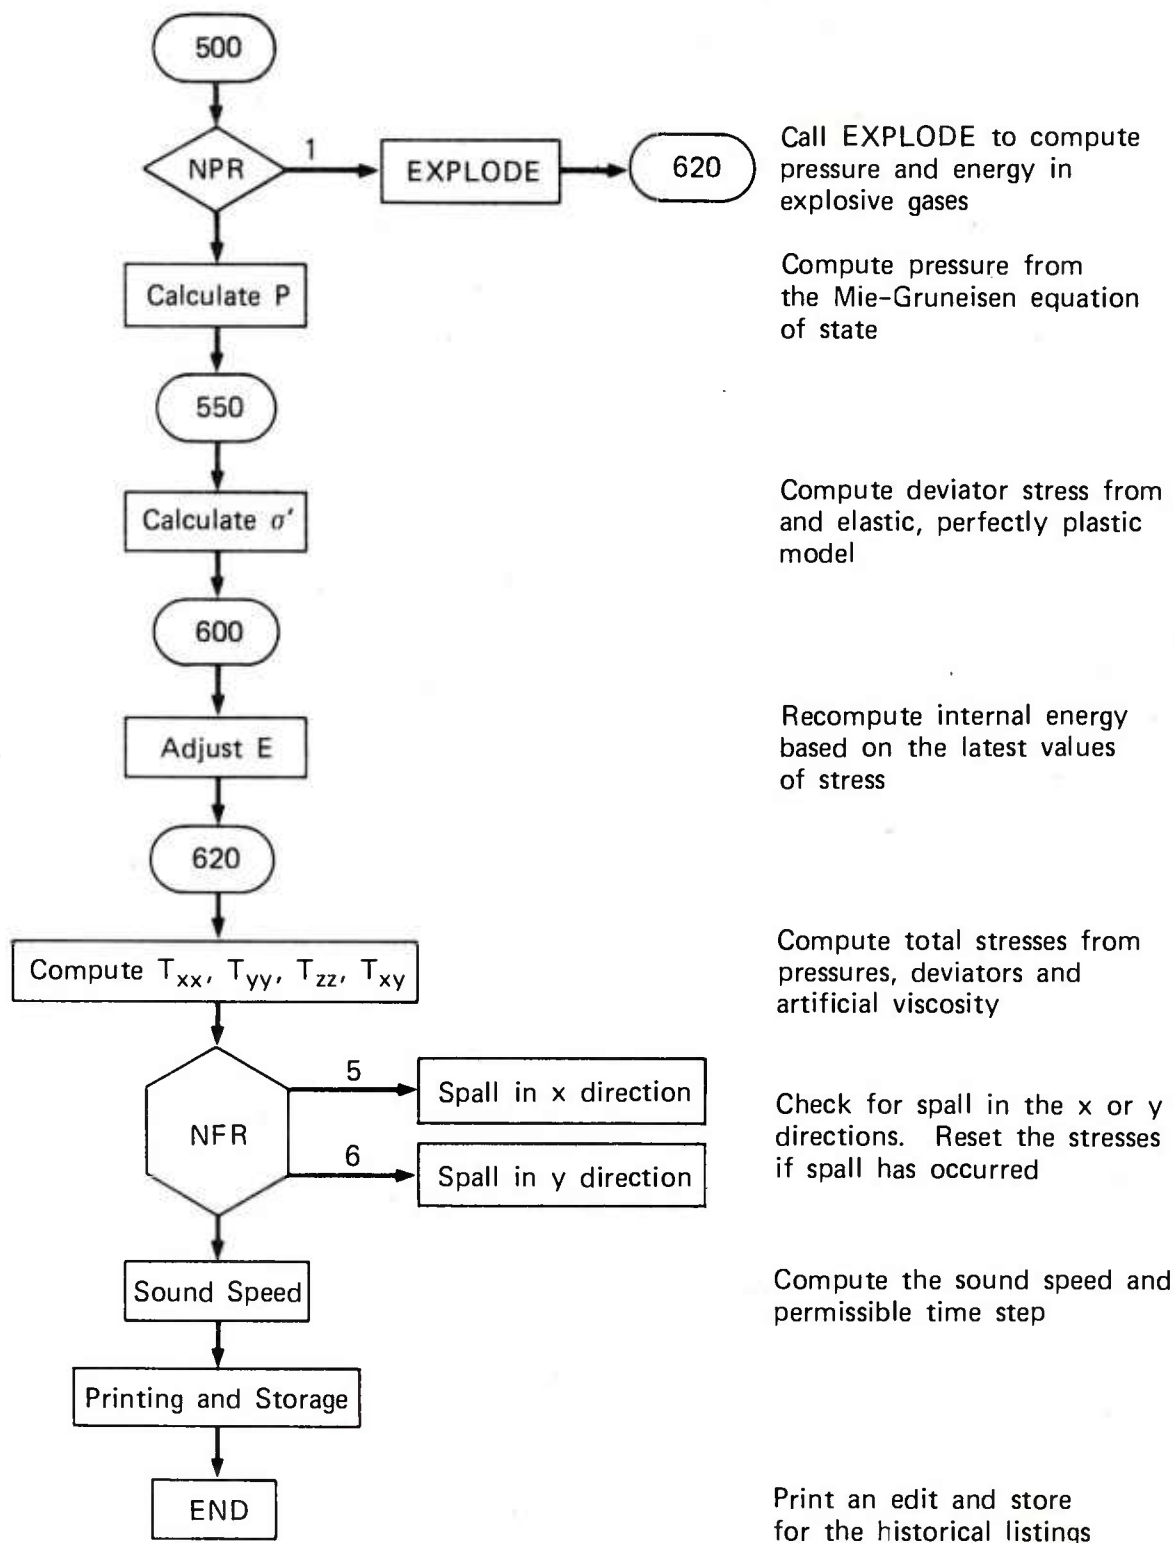 500
NPR
1
EXPLODE
620
Call EXPLODE to compute
pressure and energy in
explosive gases
Calculate P
Compute pressure from
the Mie-Gruneisen equation
of state
550
Calculate σ′
Compute deviator stress from
and elastic, perfectly plastic
model
600
Adjust E
Recompute internal energy
based on the latest values
of stress
620
Compute Txx, Tyy, Tzz, Txy
Compute total stresses from
pressures, deviators and
artificial viscosity
NFR
5
Spall in x direction
6
Spall in y direction
Check for spall in the x or y
directions. Reset the stresses
if spall has occurred
Sound Speed
Compute the sound speed and
permissible time step
Printing and Storage
END
Print an edit and store
for the historical listings